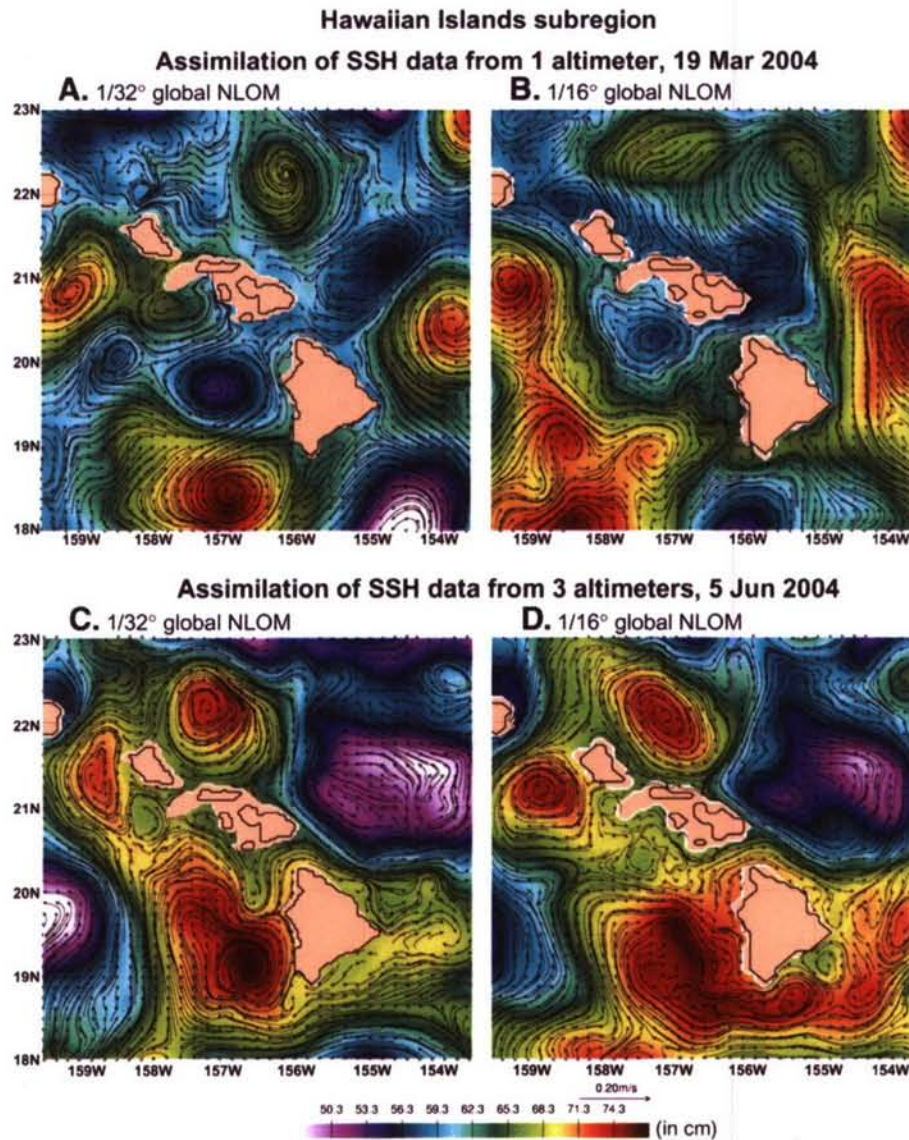 Hawaiian Islands subregion
Assimilation of SSH data from 1 altimeter, 19 Mar 2004
A. 1/32° global NLOM
B. 1/16° global NLOM
23N
22N
21N
20N
19N
18N
159W 158W 157W 156W 155W 154W
159W 158W 157W 156W 155W 154W
Assimilation of SSH data from 3 altimeters, 5 Jun 2004
C. 1/32° global NLOM
D. 1/16° global NLOM
23N
22N
21N
20N
19N
18N
159W 158W 157W 156W 155W 154W
159W 158W 157W 156W 155W 154W
0.20m/s
50.3 53.3 56.3 59.3 62.3 65.3 68.3 71.3 74.3
(in cm)